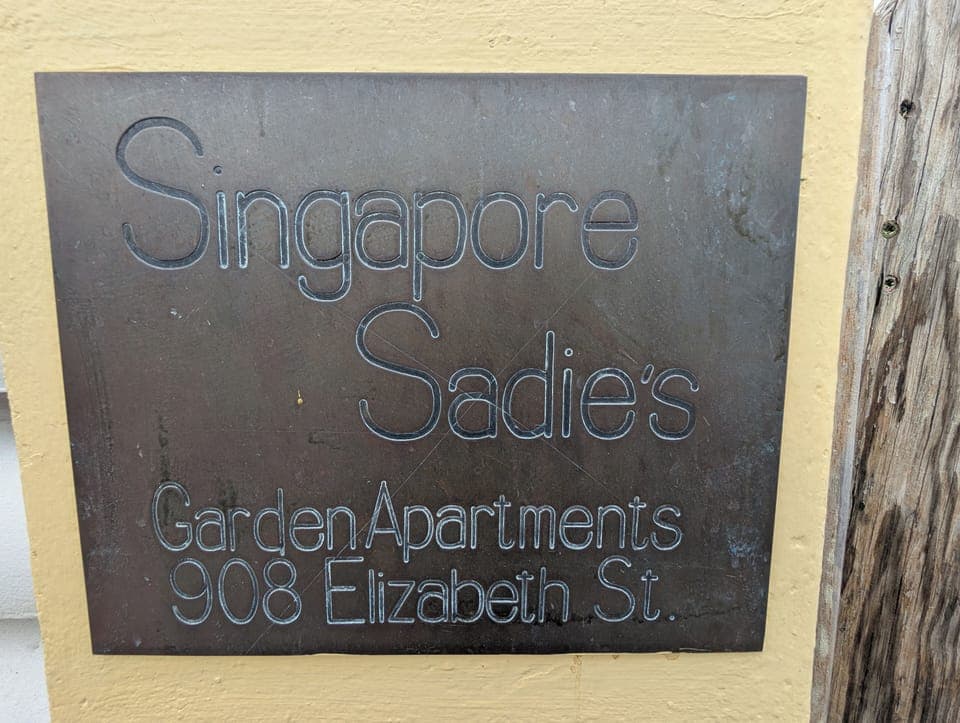 Singapore
Sadie's
Garden Apartments
908 Elizabeth St.